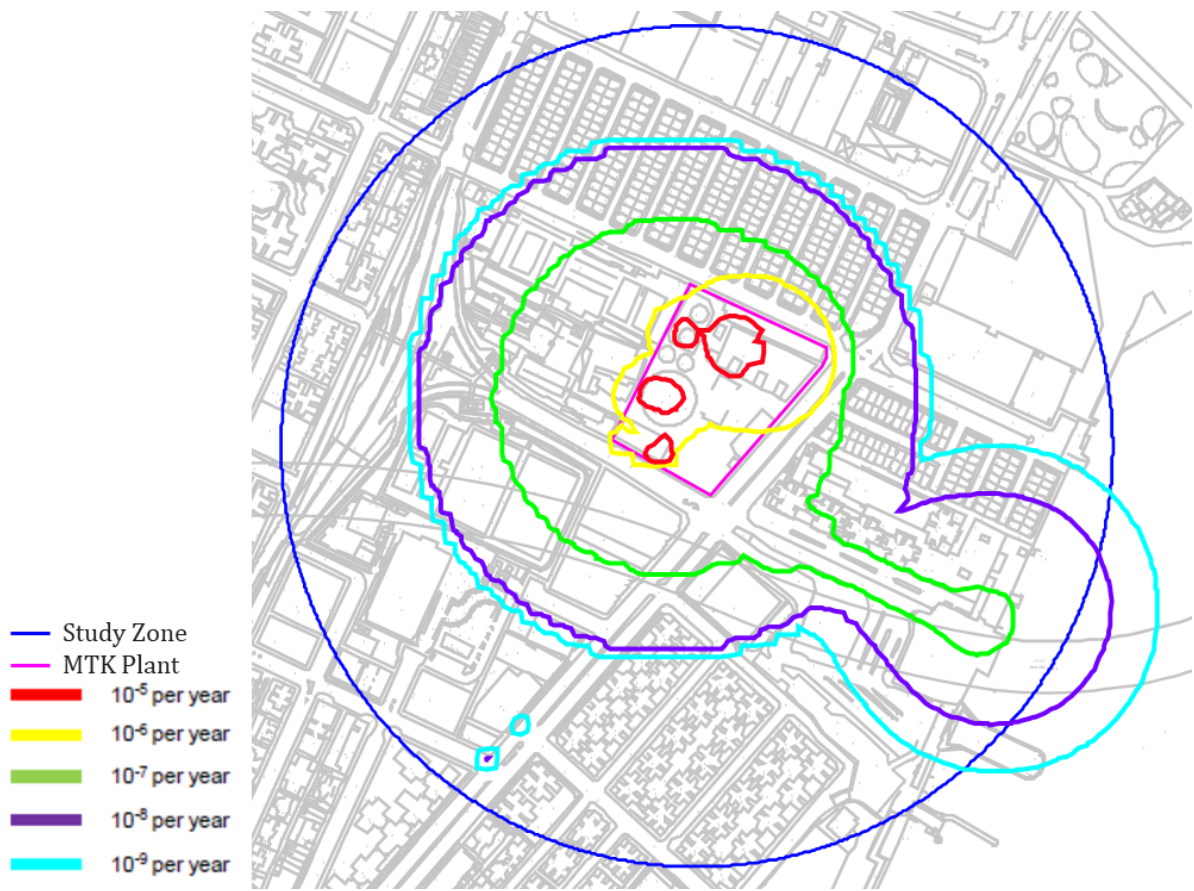 Study Zone
MTK Plant
10⁻⁵ per year
10⁻⁶ per year
10⁻⁷ per year
10⁻⁸ per year
10⁻⁹ per year